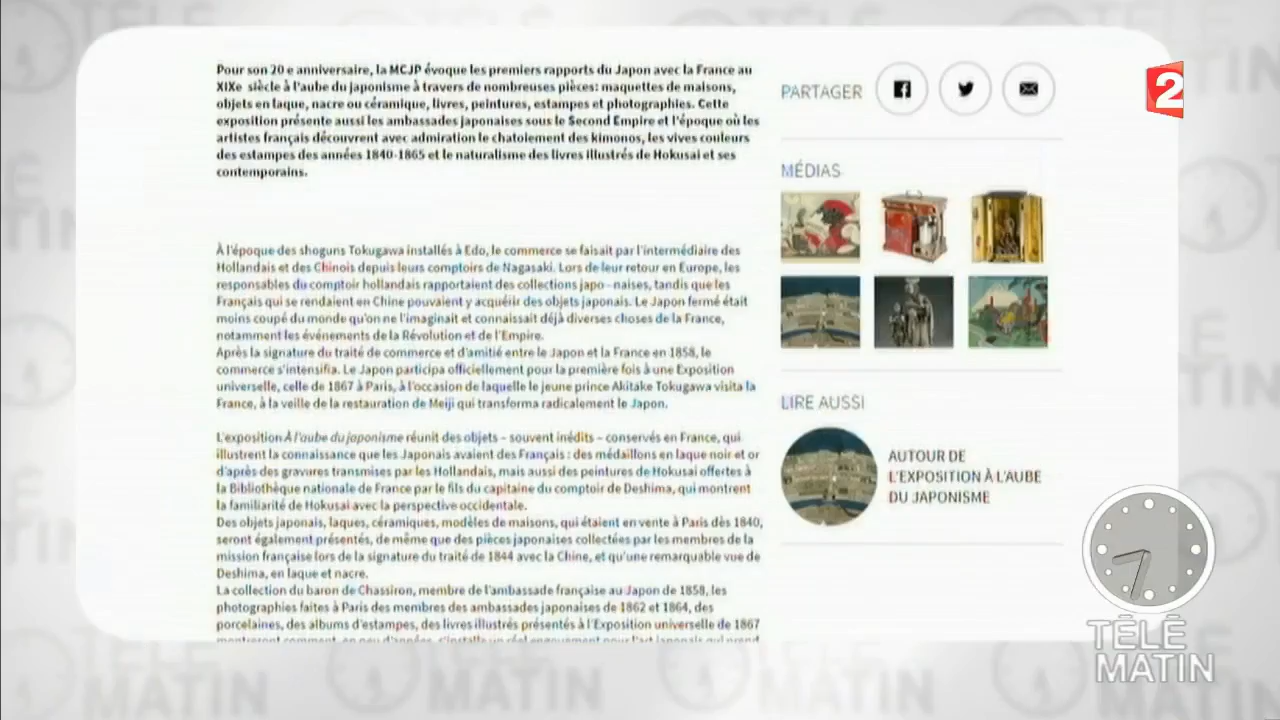 Pour son 20 e anniversaire, la MCJP évoque les premiers rapports du Japon avec la France au
XIXe siècle à l'aube du japonisme à travers de nombreuses pièces: maquettes de maisons,
objets en laque, nacre ou céramique, livres, peintures, estampes et photographies. Cette
exposition présente aussi les ambassades japonaises sous le Second Empire et l'époque où les
artistes français découvrent avec admiration le chatoiement des kimonos, les vives couleurs
des estampes des années 1840-1865 et le naturalisme des livres illustrés de Hokusai et ses
contemporains.
À l'époque des shoguns Tokugawa installés à Edo, le commerce se faisait par l'intermédiaire des
Hollandais et des Chinois depuis leurs comptoirs de Nagasaki. Lors de leur retour en Europe, les
responsables du comptoir hollandais rapportaient des collections japo-naises, tandis que les
Français qui se rendaient en Chine pouvaient y acquérir des objets japonais. Le Japon fermé était
moins coupé du monde qu'on ne l'imaginait et connaissait déjà diverses choses de la France,
notamment les événements de la Révolution et de l'Empire.
Après la signature du traité de commerce et d'amitié entre le Japon et la France en 1858, le
commerce s'intensifia. Le Japon participa officiellement pour la première fois à une Exposition
universelle, celle de 1867 à Paris, à l'occasion de laquelle le jeune prince Akitake Tokugawa visita la
France, à la veille de la restauration de Meiji qui transforma radicalement le Japon.
L'exposition À l'aube du japonisme réunit des objets – souvent inédits – conservés en France, qui
illustrent la connaissance que les Japonais avaient des Français : des médaillons en laque noir et or
d'après des gravures transmises par les Hollandais, mais aussi des peintures de Hokusai offertes à
la Bibliothèque nationale de France par le fils du capitaine du comptoir de Deshima, qui montrent
la familiarité de Hokusai avec la perspective occidentale.
Des objets japonais, laques, céramiques, modèles de maisons, qui étaient en vente à Paris dès 1840,
seront également présentés, de même que des pièces japonaises collectées par les membres de la
mission française lors de la signature du traité de 1844 avec la Chine, et qu'une remarquable vue de
Deshima, en laque et nacre.
La collection du baron de Chassiron, membre de l'ambassade française au Japon de 1858, les
photographies faites à Paris des membres des ambassades japonaises de 1862 et 1864, des
porcelaines, des albums d'estampes, des livres illustrés présentés à l'Exposition universelle de 1867
montreront comment, en peu d'années, s'installe un réel engouement pour l'art japonais qui prend
PARTAGER
MÉDIAS
LIRE AUSSI
AUTOUR DE
L'EXPOSITION À L'AUBE
DU JAPONISME
2
TÉLÉ
MATIN